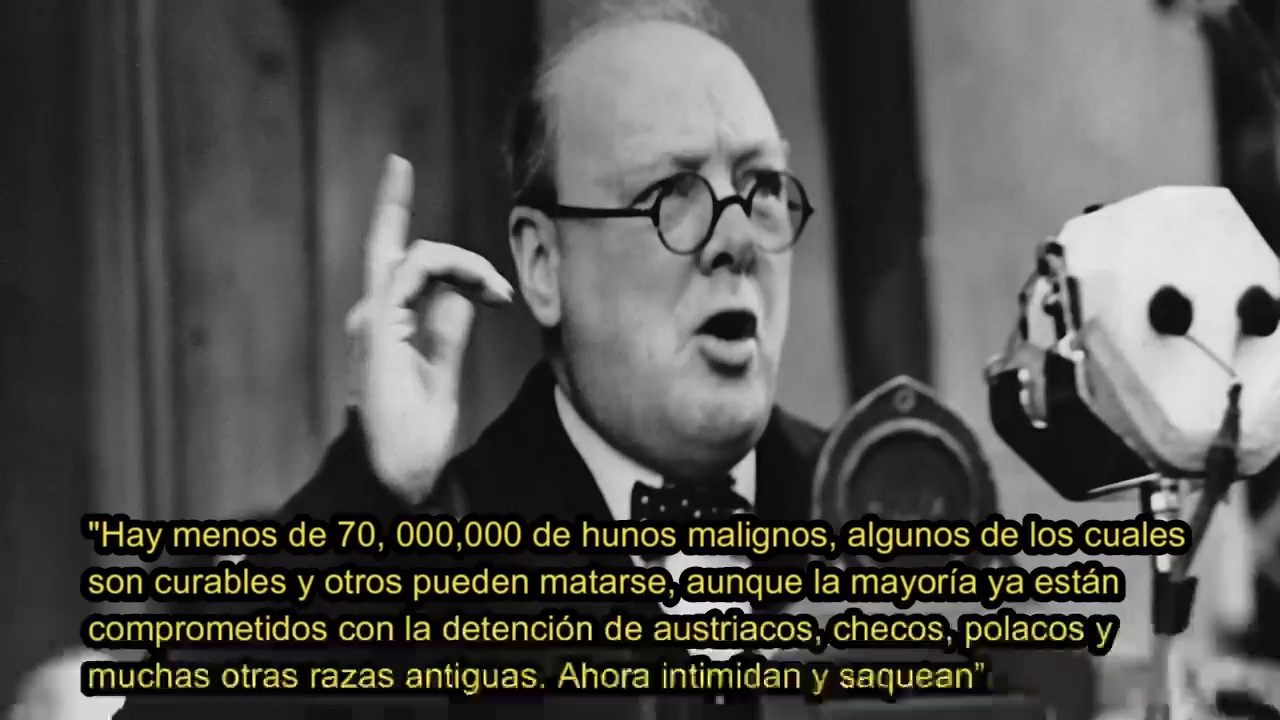 "Hay menos de 70, 000,000 de hunos malignos, algunos de los cuales
son curables y otros pueden matarse, aunque la mayoría ya están
comprometidos con la detención de austriacos, checos, polacos y
muchas otras razas antiguas. Ahora intimidan y saquean”